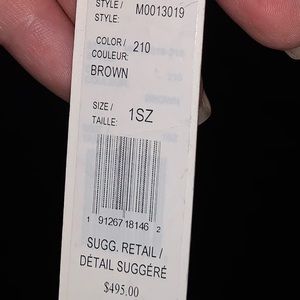 STYLE / M0013019
STYLE:
COLOR / 210
COULEUR:
BROWN
SIZE / 1SZ
TAILLE:
1 91267 18146 2
SUGG. RETAIL /
DÉTAIL SUGGÉRÉ
$495.00